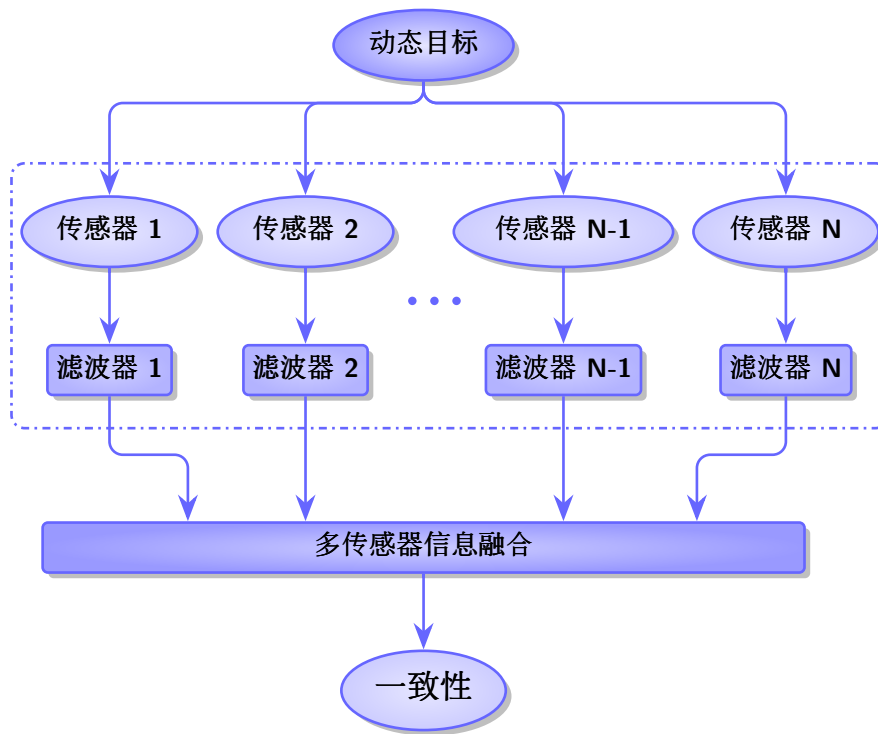 动态目标
传感器 1
传感器 2
传感器 N-1
传感器 N
滤波器 1
滤波器 2
滤波器 N-1
滤波器 N
多传感器信息融合
一致性